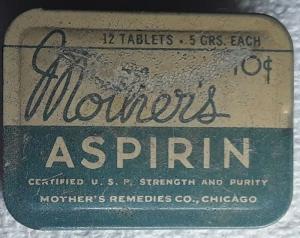 12 TABLETS • 5 GRS. EACH
10¢
Mother's
ASPIRIN
CERTIFIED U. S. P. STRENGTH AND PURITY
MOTHER'S REMEDIES CO., CHICAGO